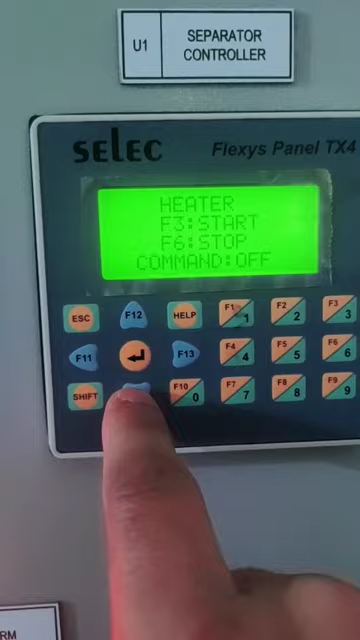 U1
SEPARATOR
CONTROLLER
selec
Flexys Panel TX4
HEATER
F3:START
F6:STOP
COMMAND:OFF
ESC F12 HELP F1 1 F2 2 F3 3
F11 F13 F4 4 F5 5 F6 6
SHIFT F10 0 F7 7 F8 8 F9 9
RM